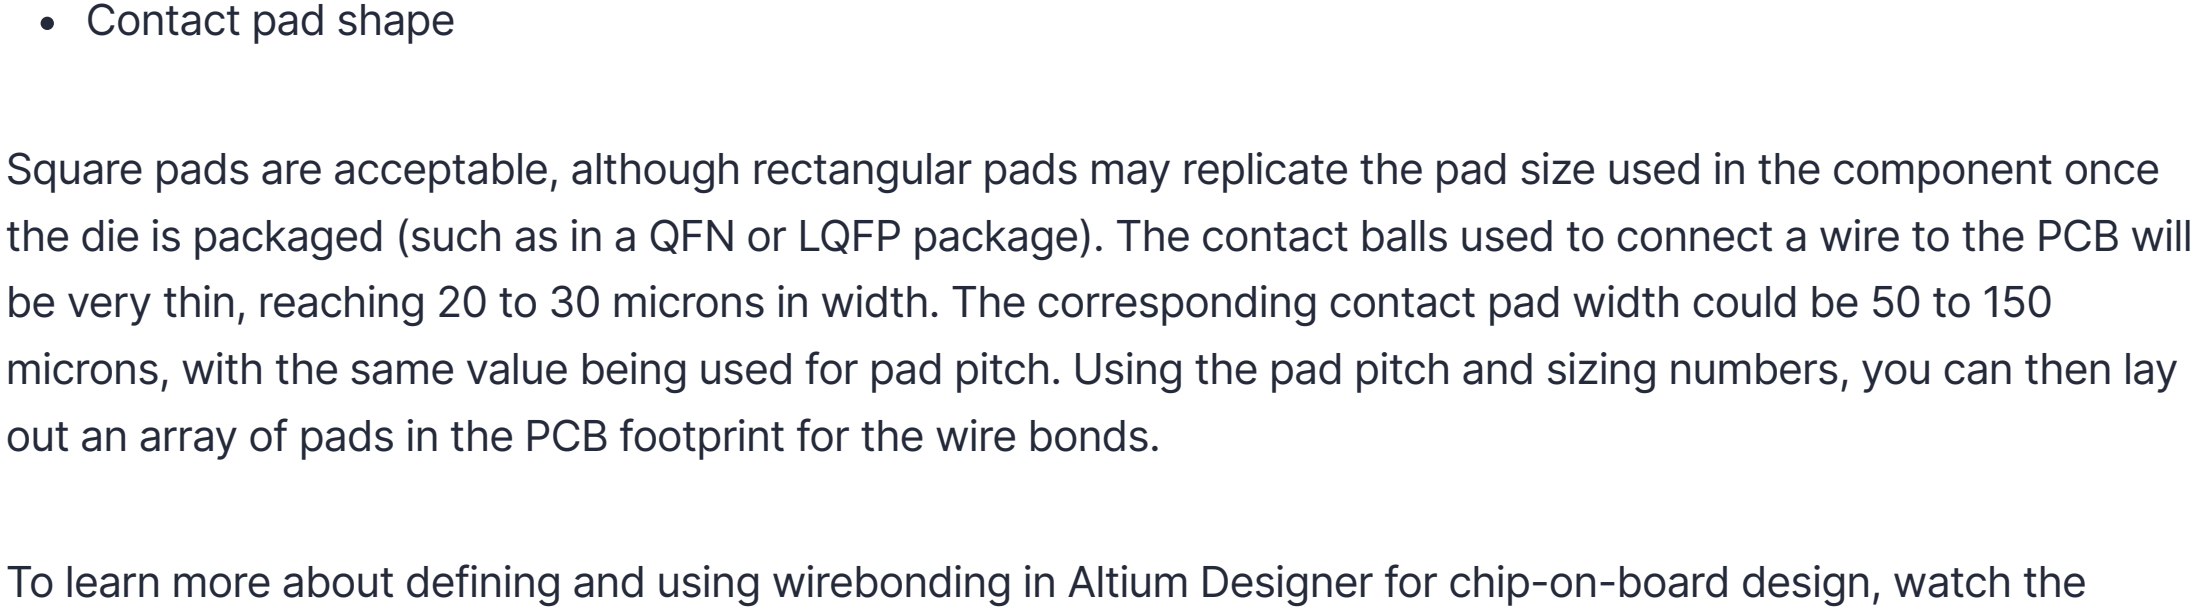 • Contact pad shape
Square pads are acceptable, although rectangular pads may replicate the pad size used in the component once
the die is packaged (such as in a QFN or LQFP package). The contact balls used to connect a wire to the PCB will
be very thin, reaching 20 to 30 microns in width. The corresponding contact pad width could be 50 to 150
microns, with the same value being used for pad pitch. Using the pad pitch and sizing numbers, you can then lay
out an array of pads in the PCB footprint for the wire bonds.
To learn more about defining and using wirebonding in Altium Designer for chip-on-board design, watch the